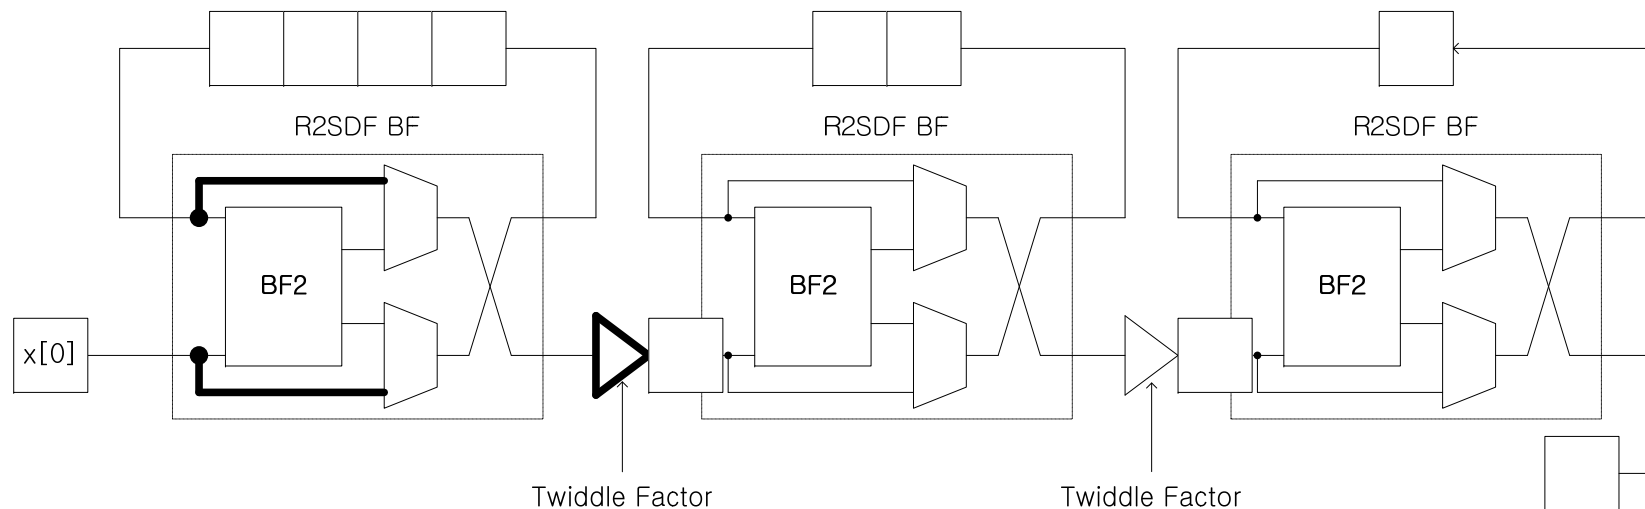 R2SDF BF
R2SDF BF
R2SDF BF
BF2
BF2
BF2
x[0]
Twiddle Factor
Twiddle Factor